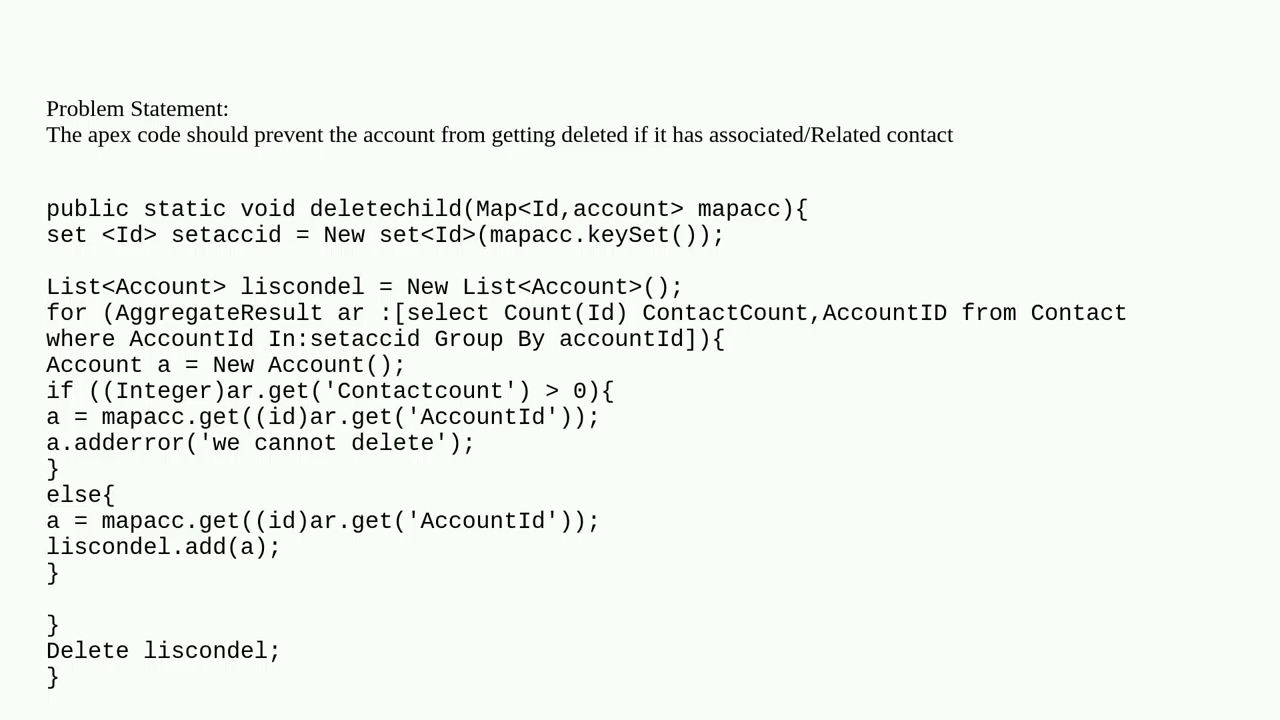 Problem Statement:
The apex code should prevent the account from getting deleted if it has associated/Related contact
public static void deletechild(Map<Id,account> mapacc){
set <Id> setaccid = New set<Id>(mapacc.keySet());
List<Account> liscondel = New List<Account>();
for (AggregateResult ar :[select Count(Id) ContactCount,AccountID from Contact
where AccountId In:setaccid Group By accountId]){
Account a = New Account();
if ((Integer)ar.get('Contactcount') > 0){
a = mapacc.get((id)ar.get('AccountId'));
a.adderror('we cannot delete');
}
else{
a = mapacc.get((id)ar.get('AccountId'));
liscondel.add(a);
}
}
Delete liscondel;
}